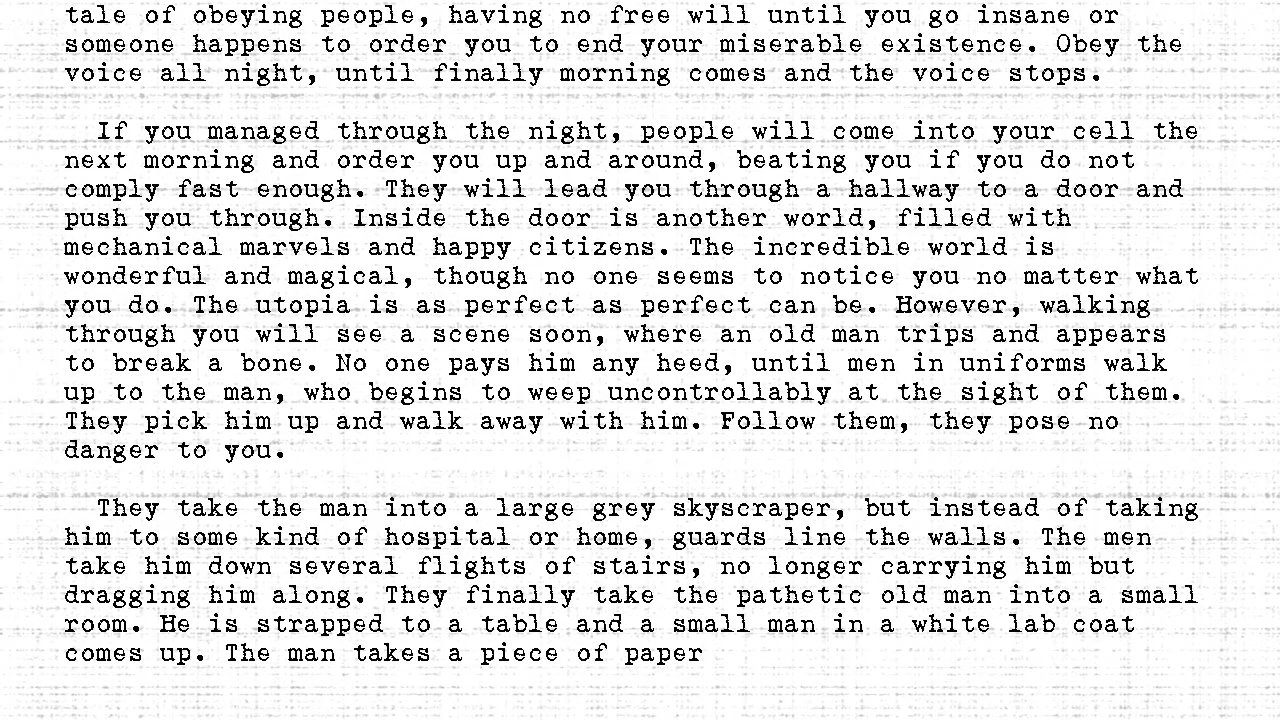 tale of obeying people, having no free will until you go insane or
someone happens to order you to end your miserable existence. Obey the
voice all night, until finally morning comes and the voice stops.
If you managed through the night, people will come into your cell the
next morning and order you up and around, beating you if you do not
comply fast enough. They will lead you through a hallway to a door and
push you through. Inside the door is another world, filled with
mechanical marvels and happy citizens. The incredible world is
wonderful and magical, though no one seems to notice you no matter what
you do. The utopia is as perfect as perfect can be. However, walking
through you will see a scene soon, where an old man trips and appears
to break a bone. No one pays him any heed, until men in uniforms walk
up to the man, who begins to weep uncontrollably at the sight of them.
They pick him up and walk away with him. Follow them, they pose no
danger to you.
They take the man into a large grey skyscraper, but instead of taking
him to some kind of hospital or home, guards line the walls. The men
take him down several flights of stairs, no longer carrying him but
dragging him along. They finally take the pathetic old man into a small
room. He is strapped to a table and a small man in a white lab coat
comes up. The man takes a piece of paper